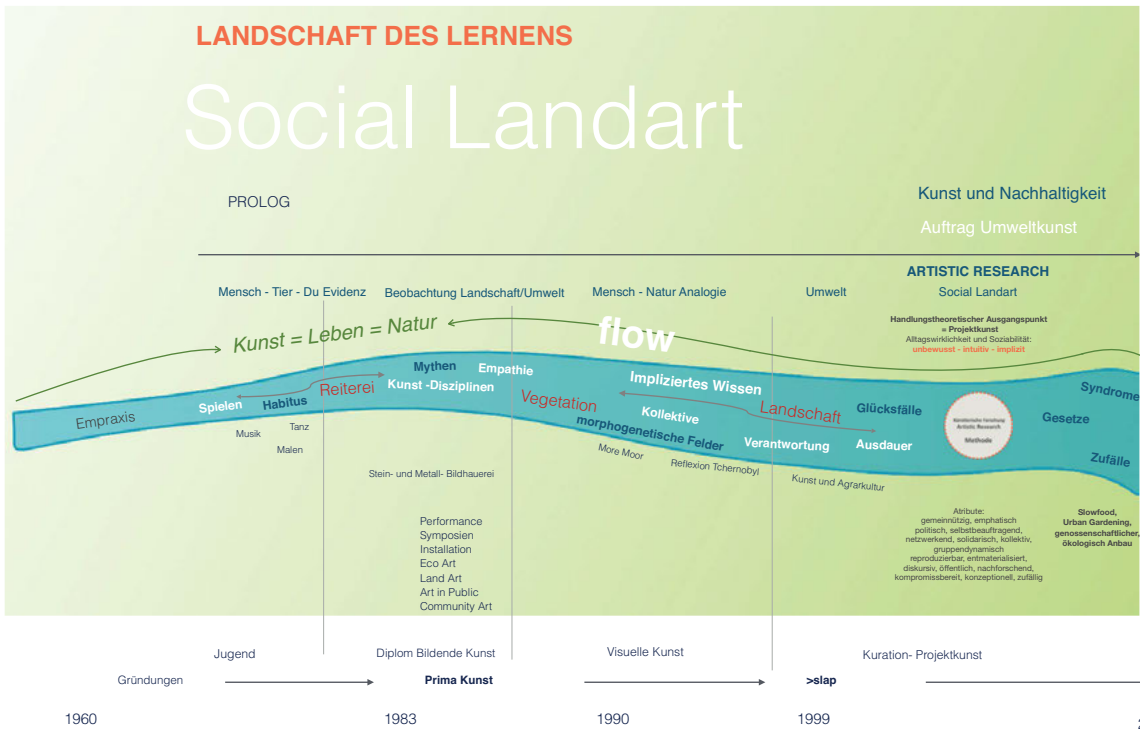 LANDSCHAFT DES LERNENS
Social Landart
PROLOG
Kunst und Nachhaltigkeit
Auftrag Umweltkunst
ARTISTIC RESEARCH
Mensch - Tier - Du Evidenz
Beobachtung Landschaft/Umwelt
Mensch - Natur Analogie
Umwelt
Social Landart
Handlungstheoretischer Ausgangspunkt
= Projektkunst
Alltagswirklichkeit und Soziabilität:
unbewusst - intuitiv - implizit
Kunst = Leben = Natur
flow
Empraxis
Spielen
Habitus
Reiterei
Mythen
Empathie
Kunst -Disziplinen
Vegetation
Impliziertes Wissen
Kollektive
morphogenetische Felder
Landschaft
Verantwortung
Glücksfälle
Ausdauer
Künstlerische Forschung
Artistic Research
Methode
Syndrome
Gesetze
Zufälle
Musik
Tanz
Malen
More Moor
Reflexion Tchernobyl
Kunst und Agrarkultur
Stein- und Metall- Bildhauerei
Performance
Symposien
Installation
Eco Art
Land Art
Art in Public
Community Art
Atribute:
gemeinnützig, emphatisch
politisch, selbstbeauftragend,
netzwerkend, solidarisch, kollektiv,
gruppendynamisch
reproduzierbar, entmaterialisiert,
diskursiv, öffentlich, nachforschend,
kompromissbereit, konzeptionell, zufällig
Slowfood,
Urban Gardening,
genossenschaftlicher,
ökologisch Anbau
Jugend
Diplom Bildende Kunst
Visuelle Kunst
Kuration- Projektkunst
Gründungen
Prima Kunst
>slap
1960
1983
1990
1999